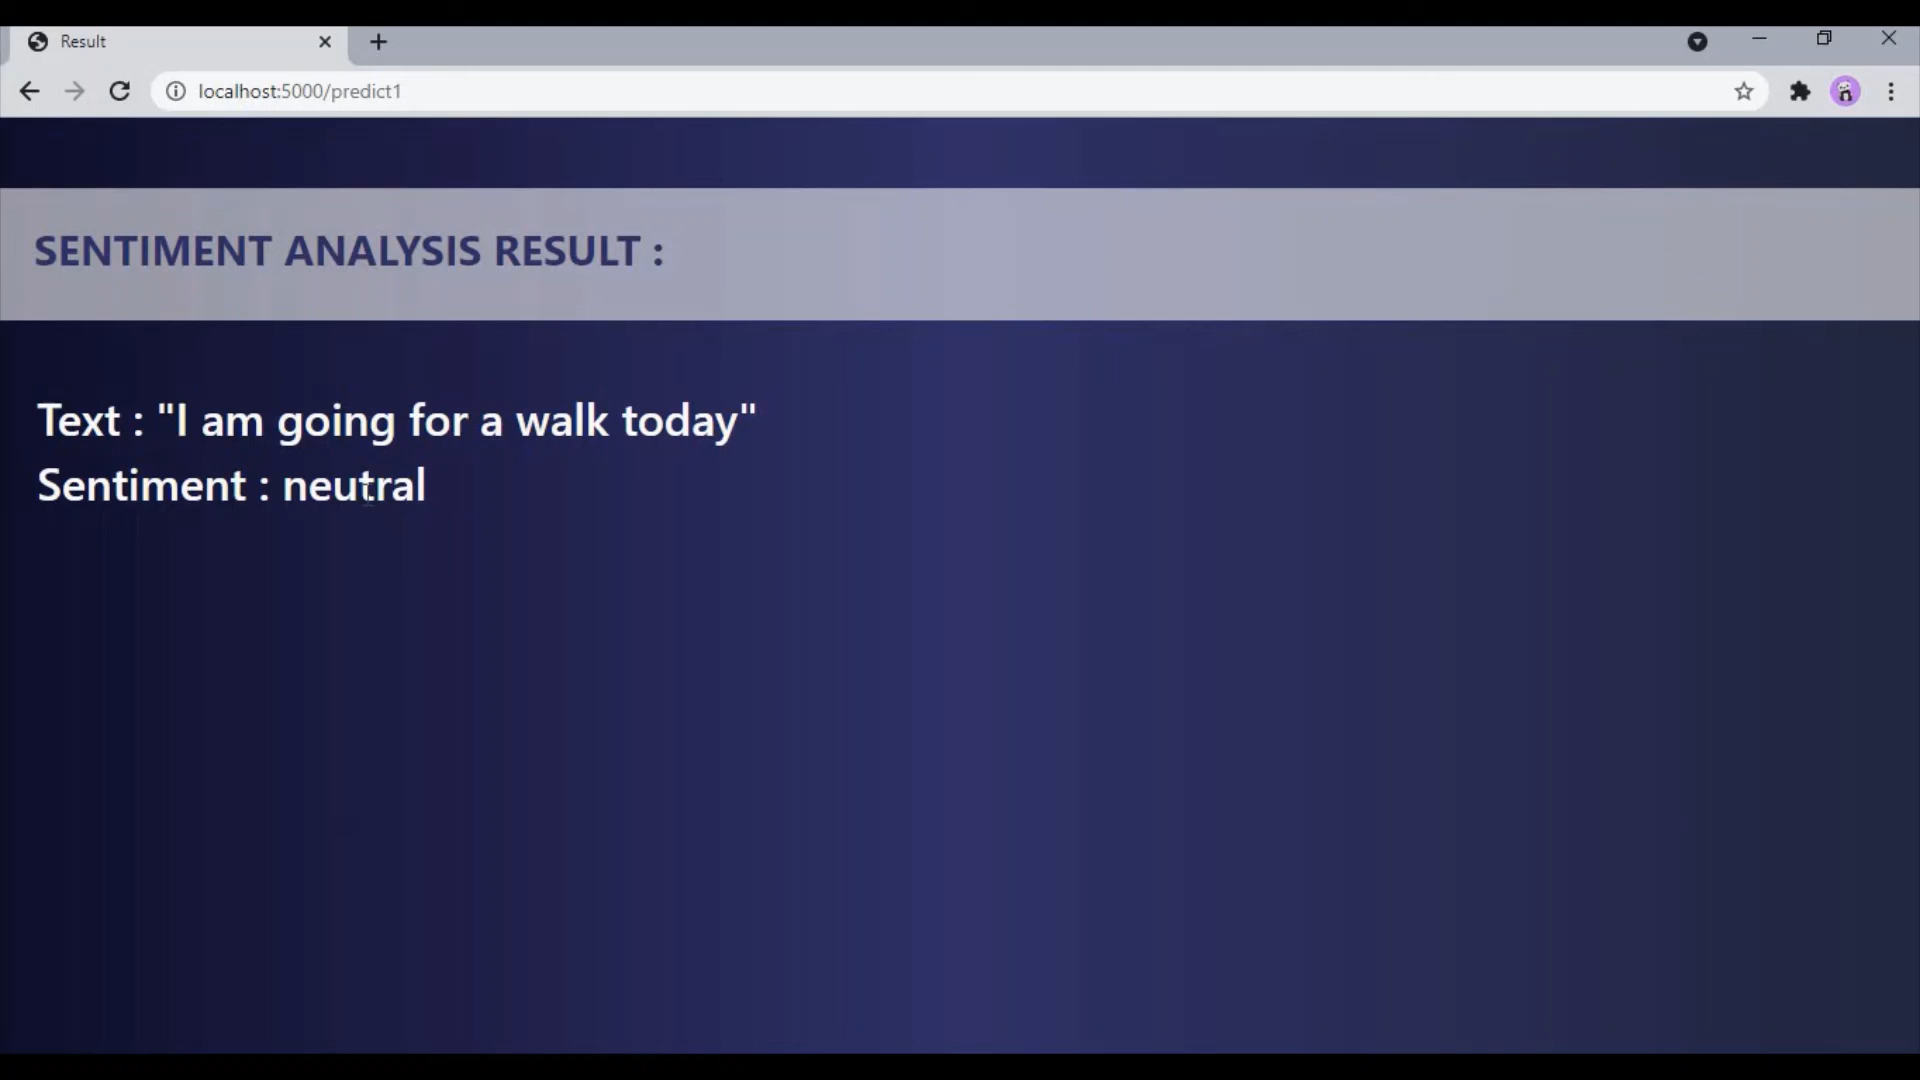 Result
localhost:5000/predict1
SENTIMENT ANALYSIS RESULT :
Text : "I am going for a walk today"
Sentiment : neutral